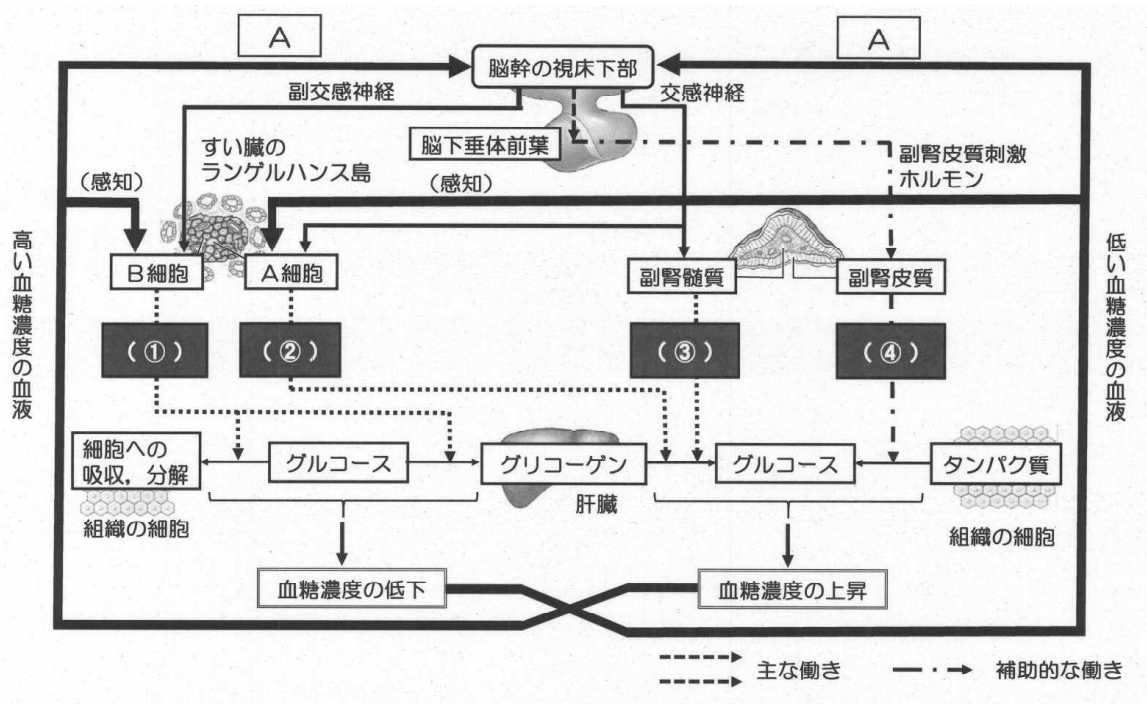 A
A
脳幹の視床下部
副交感神経
交感神経
脳下垂体前葉
すい臓の
ランゲルハンス島
副腎皮質刺激
ホルモン
（感知）
（感知）
高い血糖濃度の血液
低い血糖濃度の血液
B細胞
A細胞
副腎髄質
副腎皮質
（①）
（②）
（③）
（④）
細胞への
吸収，分解
グルコース
グリコーゲン
グルコース
タンパク質
組織の細胞
肝臓
組織の細胞
血糖濃度の低下
血糖濃度の上昇
主な働き
補助的な働き